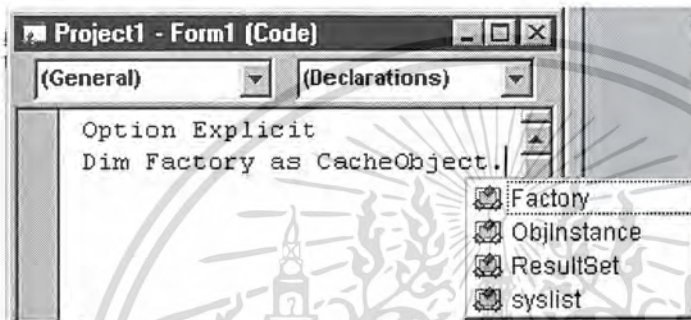 Project1 - Form1 (Code)
(General) (Declarations)
Option Explicit
Dim Factory as CacheObject.
Factory
ObjInstance
ResultSet
syslist